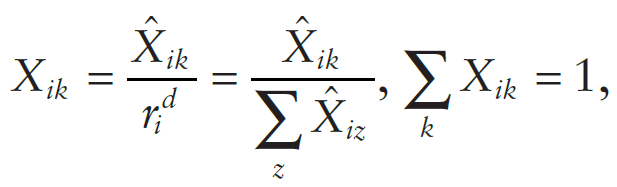 $X_{ik} = \frac{\hat{X}_{ik}}{r_i^d} = \frac{\hat{X}_{ik}}{\sum_z \hat{X}_{iz}}, \sum_k X_{ik} = 1,$